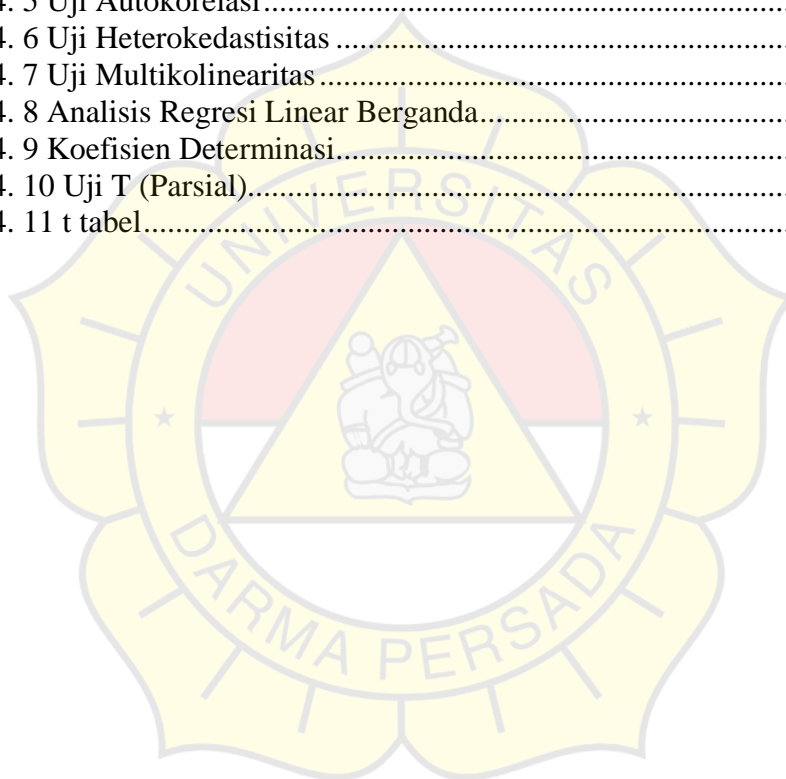 4. 5 Uji Autokorelasi................................................................
4. 6 Uji Heterokedastisitas .......................................................
4. 7 Uji Multikolinearitas..........................................................
4. 8 Analisis Regresi Linear Berganda.......................................
4. 9 Koefisien Determinasi.........................................................
4. 10 Uji T (Parsial)....................................................................
4. 11 t tabel................................................................................
UNIVERSITAS
DARMA PERSADA